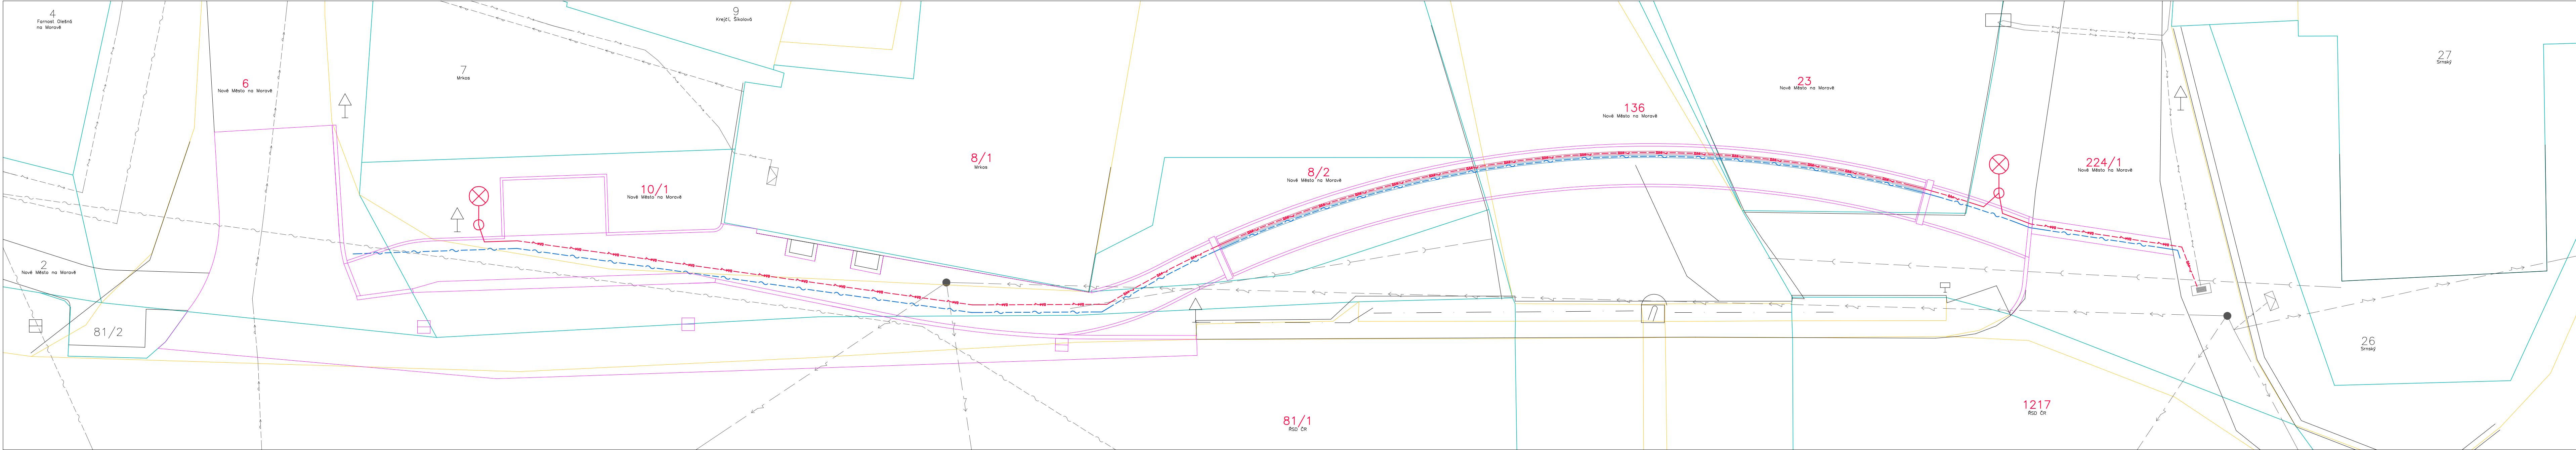 4
Farnost Olešná
na Moravě
6
Nové Město na Moravě
7
Mrkos
9
Krejčí, Šikolová
10/1
Nové Město na Moravě
8/1
Mrkos
8/2
Nové Město na Moravě
136
Nové Město na Moravě
23
Nové Město na Moravě
224/1
Nové Město na Moravě
27
Srnský
2
Nové Město na Moravě
81/2
26
Srnský
81/1
ŘSD ČR
1217
ŘSD ČR